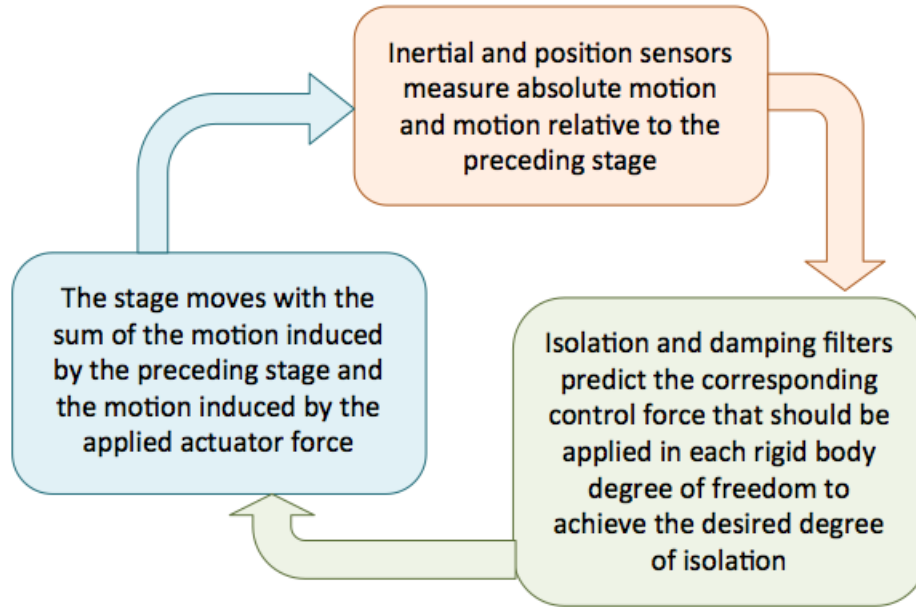 Inertial and position sensors
measure absolute motion
and motion relative to the
preceding stage
The stage moves with the
sum of the motion induced
by the preceding stage and
the motion induced by the
applied actuator force
Isolation and damping filters
predict the corresponding
control force that should be
applied in each rigid body
degree of freedom to
achieve the desired degree
of isolation